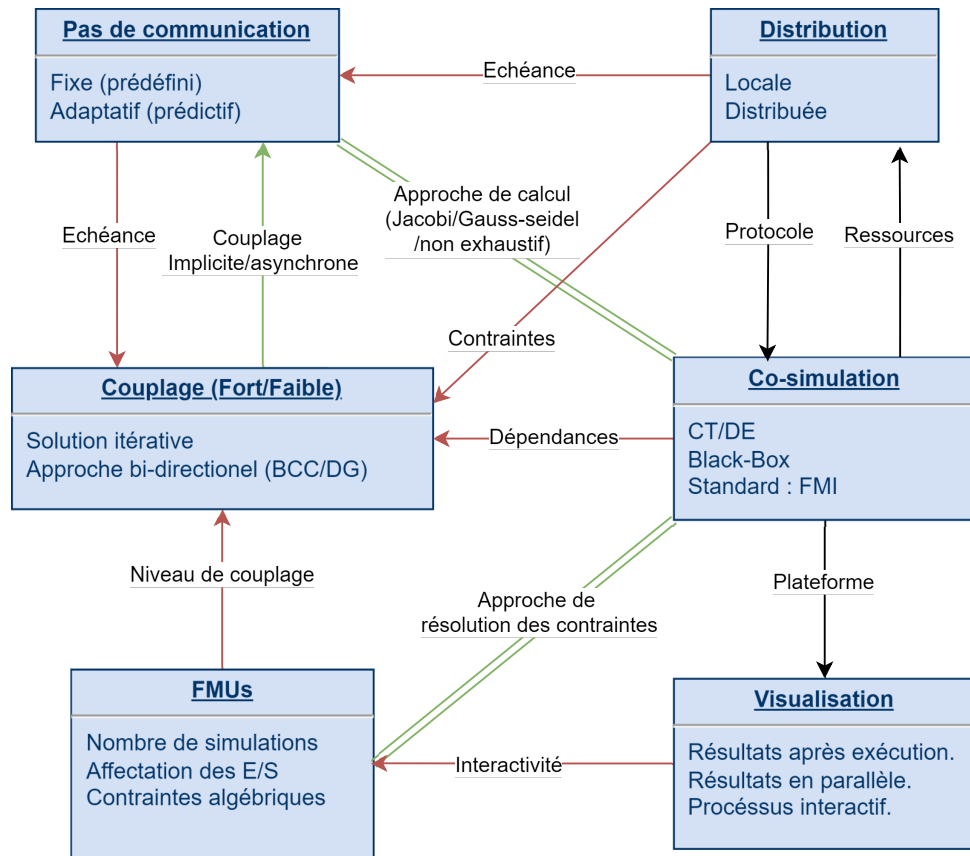 Pas de communication
Fixe (prédéfini)
Adaptatif (prédictif)
Distribution
Locale
Distribuée
Echéance
Approche de calcul
(Jacobi/Gauss-seidel
/non exhaustif)
Echéance
Couplage
Implicite/asynchrone
Protocole
Ressources
Contraintes
Couplage (Fort/Faible)
Solution itérative
Approche bi-directionel (BCC/DG)
Dépendances
Co-simulation
CT/DE
Black-Box
Standard : FMI
Niveau de couplage
Approche de
résolution des contraintes
Plateforme
FMUs
Nombre de simulations
Affectation des E/S
Contraintes algébriques
Interactivité
Visualisation
Résultats après exécution.
Résultats en parallèle.
Procéssus interactif.